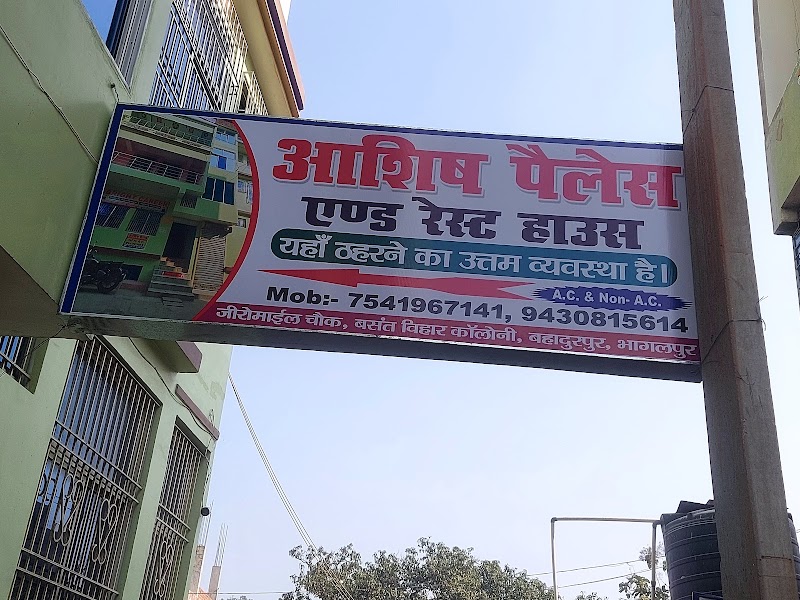 आशिष पैलेस
एण्ड रेस्ट हाउस
यहाँ ठहरने का उत्तम व्यवस्था है।
A.C. & Non- A.C.
Mob:- 7541967141, 9430815614
जीरोमाईल चौक, बसंत विहार कॉलोनी, बहादुरपुर, भागलपुर